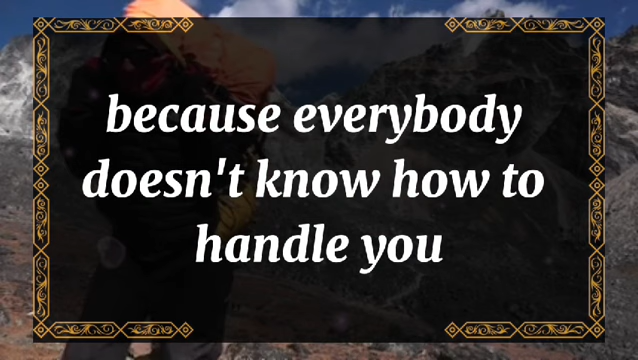 because everybody
doesn't know how to
handle you